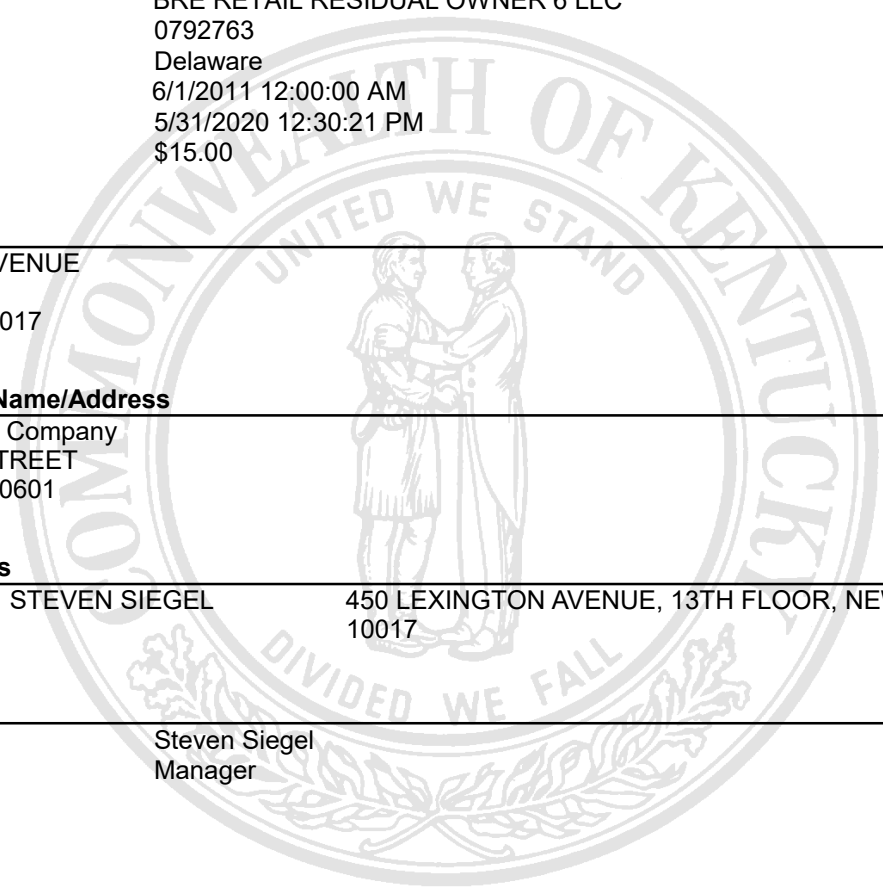 BRE RETAIL RESIDUAL OWNER 6 LLC
0792763
Delaware
6/1/2011 12:00:00 AM
5/31/2020 12:30:21 PM
$15.00
COMMONWEALTH OF KENTUCKY
UNITED WE STAND
VENUE
017
Name/Address
Company
TREET
0601
s
STEVEN SIEGEL 450 LEXINGTON AVENUE, 13TH FLOOR, NEW
10017
DIVIDED WE FALL
Steven Siegel
Manager